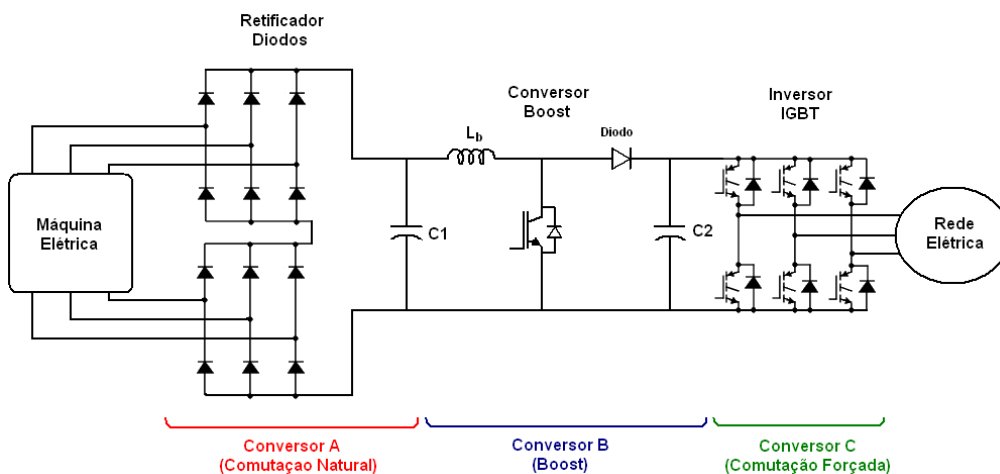 Retificador
Diodos
Conversor
Boost
Inversor
IGBT
Diodo
Lb
Máquina
Elétrica
C1
C2
Rede
Elétrica
Conversor A
(Comutaçao Natural)
Conversor B
(Boost)
Conversor C
(Comutação Forçada)